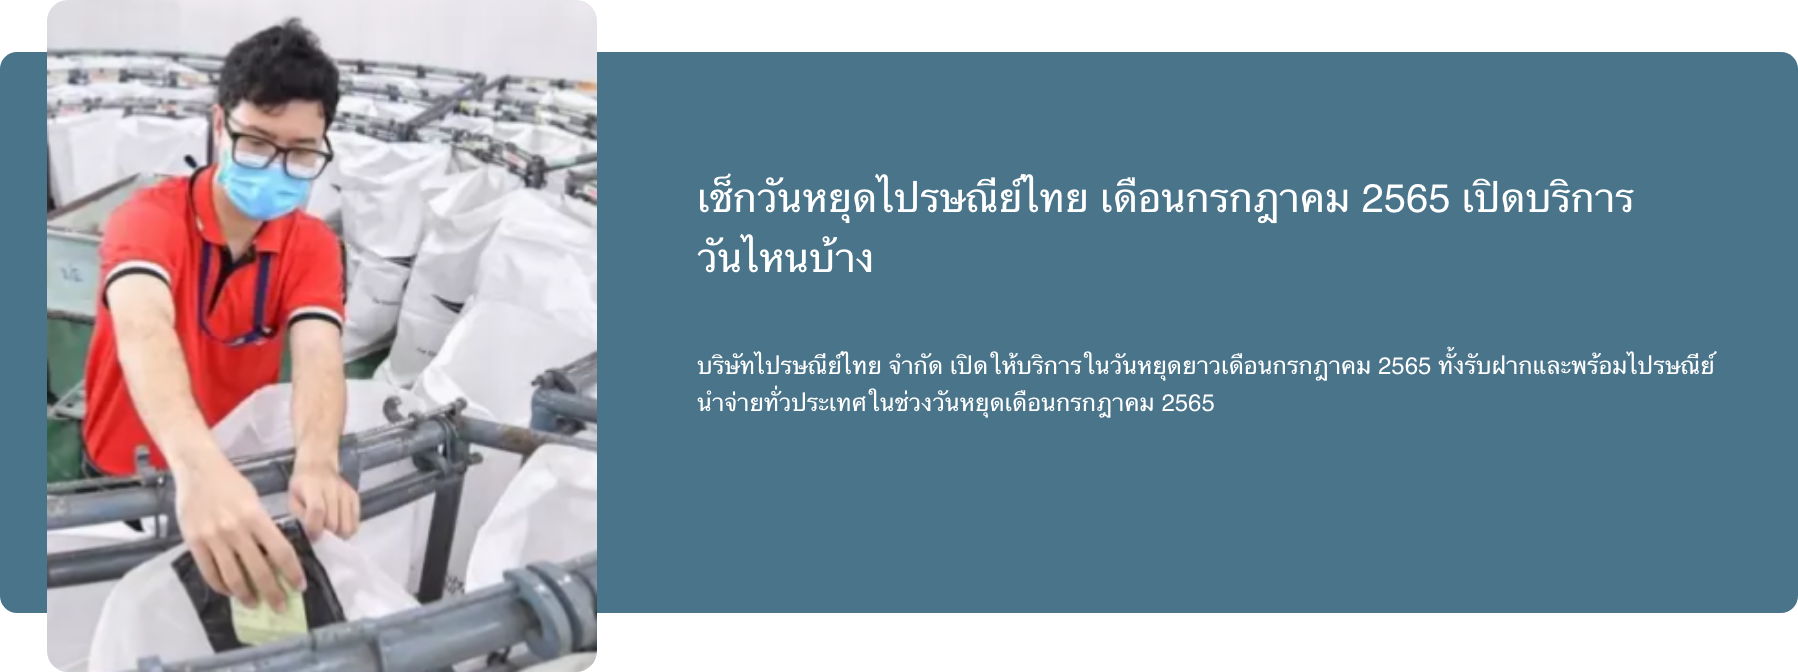 เช็กวันหยุดไปรษณีย์ไทย เดือนกรกฎาคม 2565 เปิดบริการ
วันไหนบ้าง
บริษัทไปรษณีย์ไทย จำกัด เปิดให้บริการในวันหยุดยาวเดือนกรกฎาคม 2565 ทั้งรับฝากและพร้อมไปรษณีย์
นำจ่ายทั่วประเทศในช่วงวันหยุดเดือนกรกฎาคม 2565